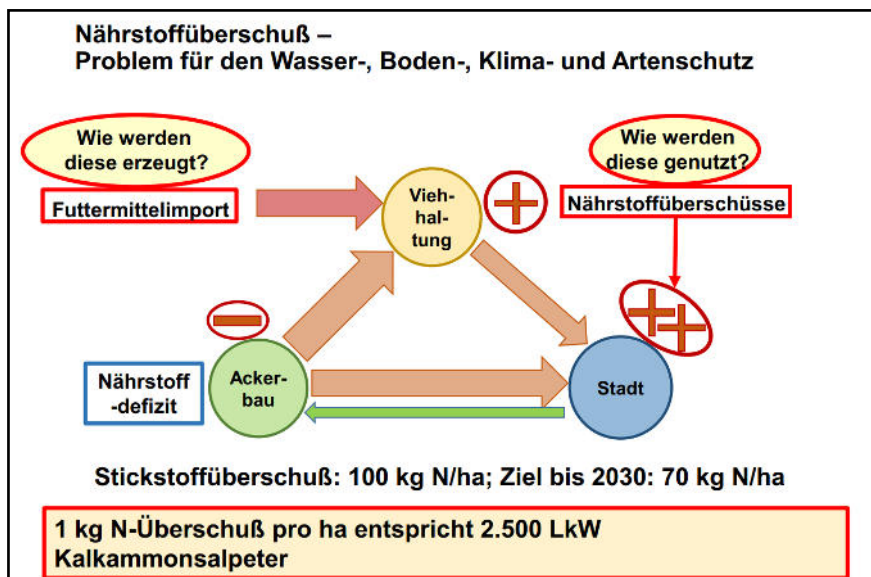 Nährstoffüberschuß –
Problem für den Wasser-, Boden-, Klima- und Artenschutz
Wie werden
diese erzeugt?
Futtermittelimport
Vieh
hal-
tung
Wie werden
diese genutzt?
Nährstoffüberschüsse
Nährstoff
-defizit
Acker-
bau
Stadt
Stickstoffüberschuß: 100 kg N/ha; Ziel bis 2030: 70 kg N/ha
1 kg N-Überschuß pro ha entspricht 2.500 LkW
Kalkammonsalpeter